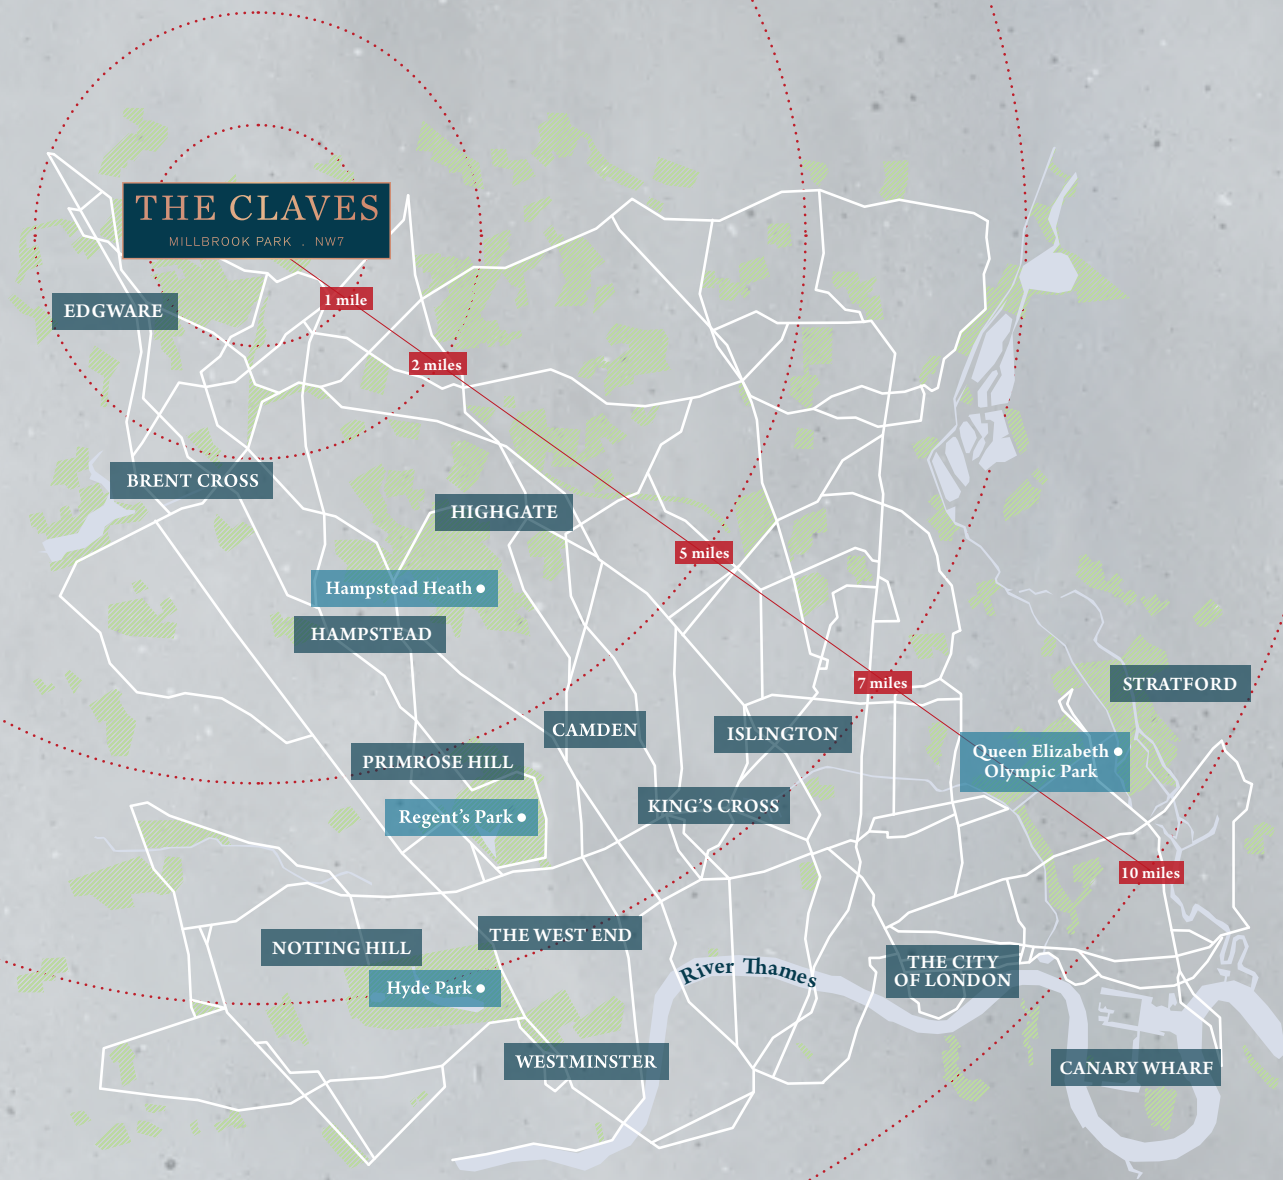 THE CLAVES
MILLBROOK PARK . NW7
1 mile
EDGWARE
2 miles
BRENT CROSS
HIGHGATE
5 miles
Hampstead Heath
HAMPSTEAD
7 miles
STRATFORD
CAMDEN
ISLINGTON
Queen Elizabeth
Olympic Park
PRIMROSE HILL
KING'S CROSS
Regent's Park
10 miles
THE WEST END
NOTTING HILL
River Thames
THE CITY
OF LONDON
Hyde Park
WESTMINSTER
CANARY WHARF